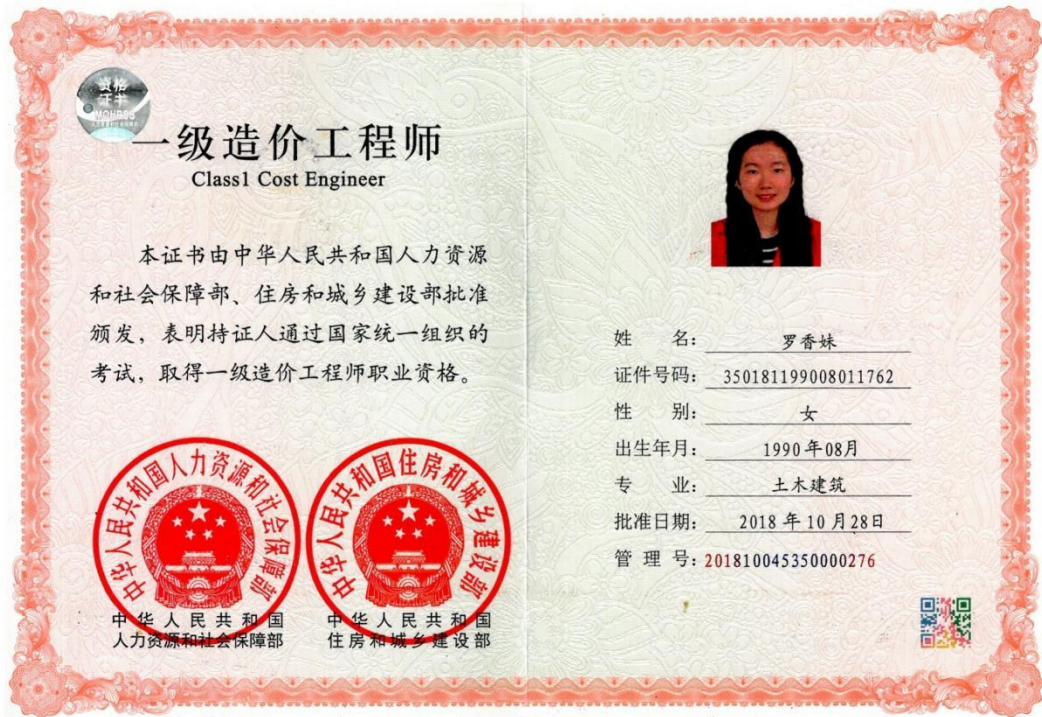 资格
证书
MOHRSS
一级造价工程师
Class1 Cost Engineer
本证书由中华人民共和国人力资源
和社会保障部、住房和城乡建设部批准
颁发，表明持证人通过国家统一组织的
考试，取得一级造价工程师职业资格。
中华人民共和国人力资源和社会保障部
中华人民共和国住房和城乡建设部
中华人民共和国
人力资源和社会保障部
中华人民共和国
住房和城乡建设部
姓 名：罗香妹
证件号码：350181199008011762
性 别：女
出生年月：1990年08月
专 业：土木建筑
批准日期：2018年10月28日
管 理 号：201810045350000276